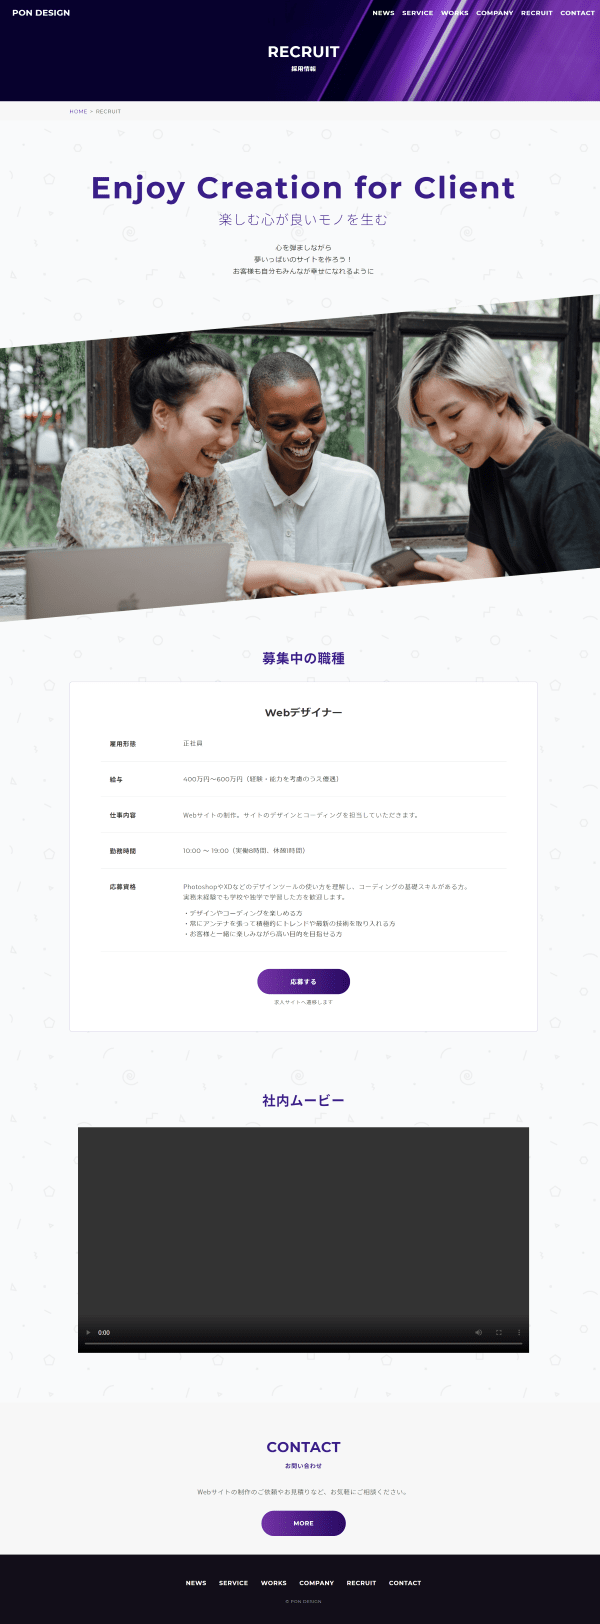 PON DESIGN
NEWS SERVICE WORKS COMPANY RECRUIT CONTACT
RECRUIT
採用情報
HOME > RECRUIT
Enjoy Creation for Client
楽しむ心が良いモノを生む
心を弾ましながら
夢いっぱいのサイトを作ろう！
お客様も自分もみんなが幸せになれるように
募集中の職種
Webデザイナー
雇用形態 正社員
給与 400万円〜600万円（経験・能力を考慮のうえ優遇）
仕事内容 Webサイトの制作。サイトのデザインとコーディングを担当していただきます。
勤務時間 10:00 〜 19:00（実働8時間、休憩1時間）
応募資格 PhotoshopやXDなどのデザインツールの使い方を理解し、コーディングの基礎スキルがある方。
実務未経験でも学校や独学で学習した方を歓迎します。
・デザインやコーディングを楽しめる方
・常にアンテナを張って積極的にトレンドや最新の技術を取り入れる方
・お客様と一緒に楽しみながら高い目的を目指せる方
応募する
求人サイトへ遷移します
社内ムービー
0:00
CONTACT
お問い合わせ
Webサイトの制作のご依頼やお見積りなど、お気軽にご相談ください。
MORE
NEWS SERVICE WORKS COMPANY RECRUIT CONTACT
© PON DESIGN